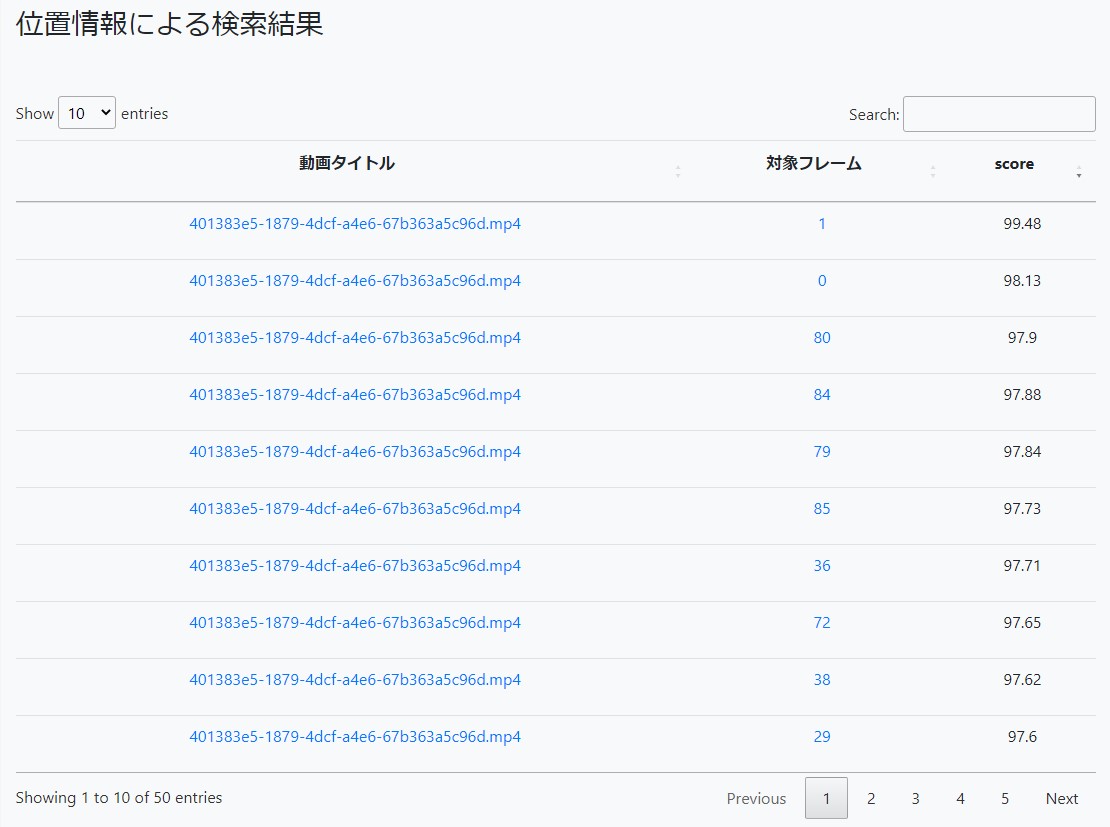 位置情報による検索結果
Show 10 entries Search:
動画タイトル 対象フレーム score
401383e5-1879-4dcf-a4e6-67b363a5c96d.mp4 1 99.48
401383e5-1879-4dcf-a4e6-67b363a5c96d.mp4 0 98.13
401383e5-1879-4dcf-a4e6-67b363a5c96d.mp4 80 97.9
401383e5-1879-4dcf-a4e6-67b363a5c96d.mp4 84 97.88
401383e5-1879-4dcf-a4e6-67b363a5c96d.mp4 79 97.84
401383e5-1879-4dcf-a4e6-67b363a5c96d.mp4 85 97.73
401383e5-1879-4dcf-a4e6-67b363a5c96d.mp4 36 97.71
401383e5-1879-4dcf-a4e6-67b363a5c96d.mp4 72 97.65
401383e5-1879-4dcf-a4e6-67b363a5c96d.mp4 38 97.62
401383e5-1879-4dcf-a4e6-67b363a5c96d.mp4 29 97.6
Showing 1 to 10 of 50 entries Previous 1 2 3 4 5 Next